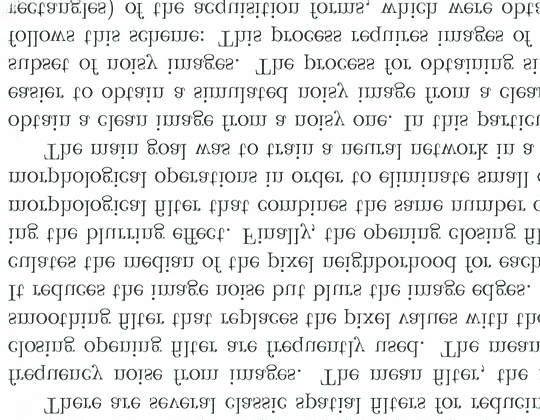 There are several classic spatial filters for reducin
frequency noise from images. The mean filter, the
closing opening filter are frequently used. The mean
smoothing filter that replaces the pixel values with the
It reduces the image noise but blurs the image edges.
culates the median of the pixel neighborhood for each
ing the blurring effect. Finally, the opening closing fil
morphological filter that combines the same number o
morphological operations in order to eliminate small
The main goal was to train a neural network in a
obtain a clean image from a noisy one. In this particu
easier to obtain a simulated noisy image from a clean
subset of noisy images. The process for obtaining si
follows this scheme: This process requires images of
rectangles) of the acquisition forms, which were obta